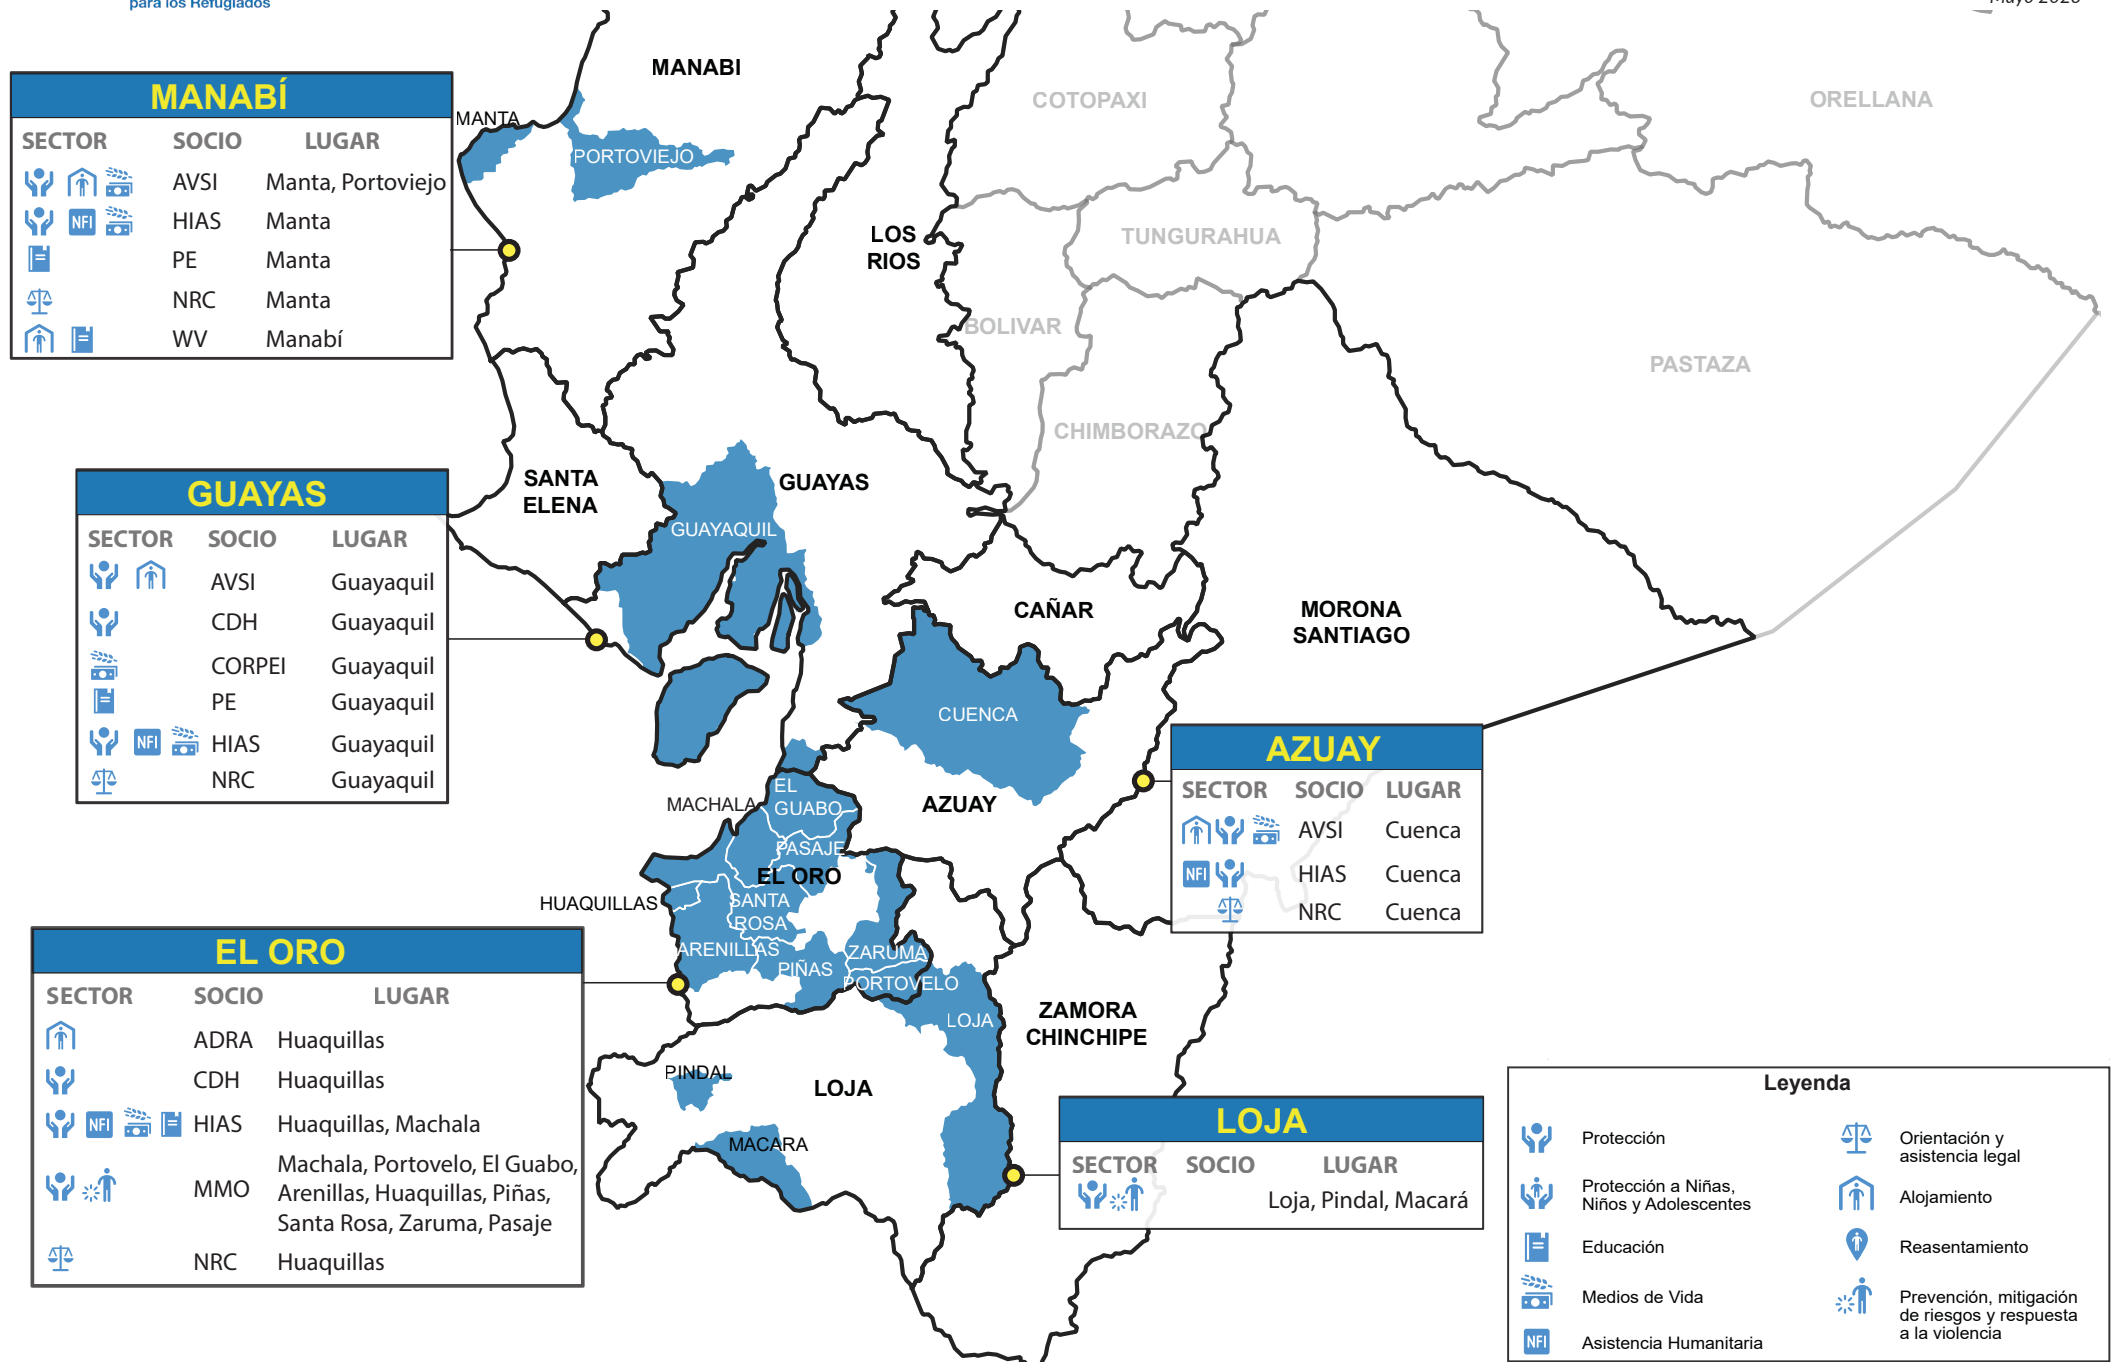 para los Refugiados
MANABÍ
SECTOR SOCIO LUGAR
AVSI Manta, Portoviejo
NFI HIAS Manta
PE Manta
NRC Manta
WV Manabí
GUAYAS
SECTOR SOCIO LUGAR
AVSI Guayaquil
CDH Guayaquil
CORPEI Guayaquil
PE Guayaquil
NFI HIAS Guayaquil
NRC Guayaquil
EL ORO
SECTOR SOCIO LUGAR
ADRA Huaquillas
CDH Huaquillas
NFI HIAS Huaquillas, Machala
MMO Machala, Portovelo, El Guabo,
Arenillas, Huaquillas, Piñas,
Santa Rosa, Zaruma, Pasaje
NRC Huaquillas
AZUAY
SECTOR SOCIO LUGAR
AVSI Cuenca
NFI HIAS Cuenca
NRC Cuenca
LOJA
SECTOR SOCIO LUGAR
Loja, Pindal, Macará
MANABI
MANTA
PORTOVIEJO
COTOPAXI
ORELLANA
LOS
RIOS
TUNGURAHUA
BOLIVAR
PASTAZA
CHIMBORAZO
SANTA
ELENA
GUAYAS
GUAYAQUIL
CAÑAR
MORONA
SANTIAGO
CUENCA
AZUAY
MACHALA
EL
GUABO
PASAJE
EL ORO
HUAQUILLAS
SANTA
ROSA
ARENILLAS
PIÑAS
ZARUMA
PORTOVELO
LOJA
ZAMORA
CHINCHIPE
PINDAL
LOJA
MACARA
Leyenda
Protección
Protección a Niñas,
Niños y Adolescentes
Educación
Medios de Vida
NFI Asistencia Humanitaria
Orientación y
asistencia legal
Alojamiento
Reasentamiento
Prevención, mitigación
de riesgos y respuesta
a la violencia